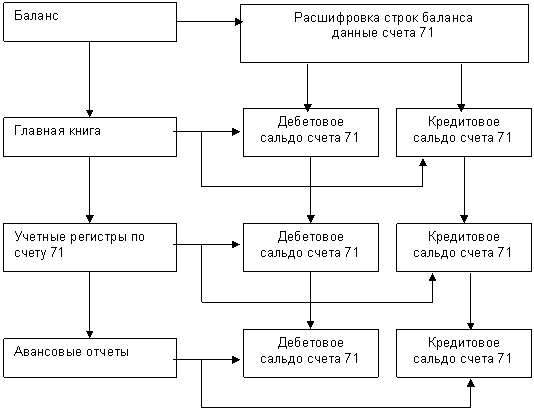 Баланс
Расшифровка строк баланса
данные счета 71
Главная книга
Дебетовое
сальдо счета 71
Кредитовое
сальдо счета 71
Учетные регистры по
счету 71
Дебетовое
сальдо счета 71
Кредитовое
сальдо счета 71
Авансовые отчеты
Дебетовое
сальдо счета 71
Кредитовое
сальдо счета 71